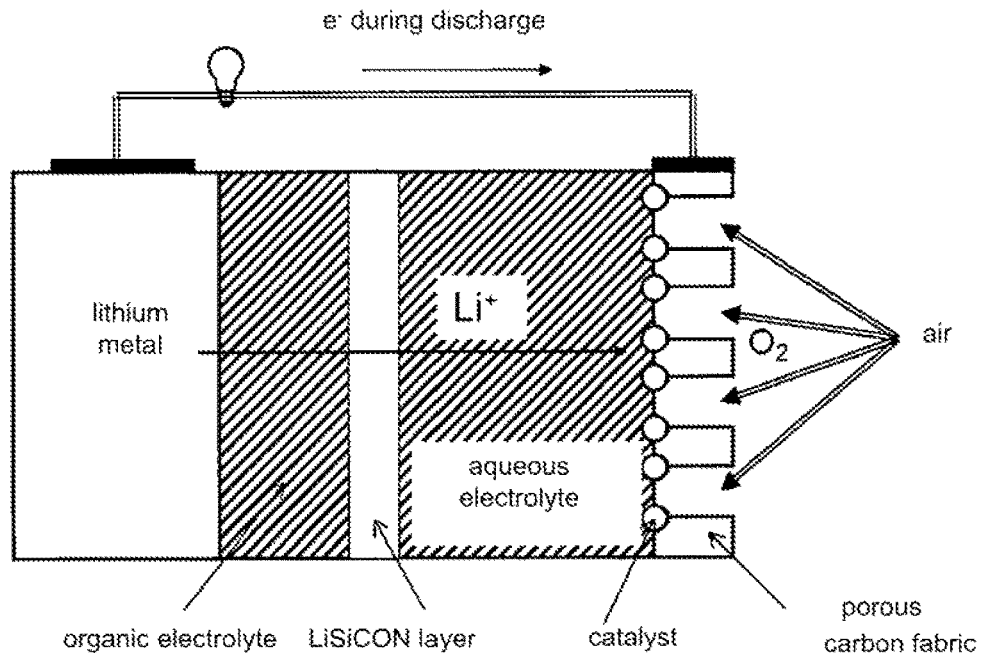 e- during discharge
lithium
metal
Li+
O2
air
aqueous
electrolyte
organic electrolyte
LiSiCON layer
catalyst
porous
carbon fabric